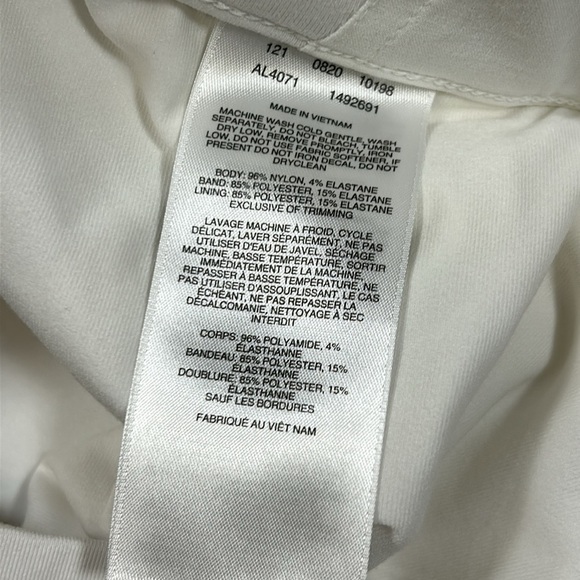 121 0820 10198
AL4071 1492691
MADE IN VIETNAM
MACHINE WASH COLD GENTLE, WASH
SEPARATELY, DO NOT BLEACH, TUMBLE
DRY LOW, REMOVE PROMPTLY, IRON
LOW, DO NOT USE FABRIC SOFTENER, IF
PRESENT DO NOT IRON DECAL, DO NOT
DRYCLEAN
BODY: 96% NYLON, 4% ELASTANE
BAND: 85% POLYESTER, 15% ELASTANE
LINING: 85% POLYESTER, 15% ELASTANE
EXCLUSIVE OF TRIMMING
LAVAGE MACHINE À FROID, CYCLE
DÉLICAT, LAVER SÉPARÉMENT, NE PAS
UTILISER D'EAU DE JAVEL, SÉCHAGE
MACHINE, BASSE TEMPÉRATURE, SORTIR
IMMÉDIATEMENT DE LA MACHINE,
REPASSER À BASSE TEMPÉRATURE, NE
PAS UTILISER D'ASSOUPLISSANT, LE CAS
ÉCHÉANT, NE PAS REPASSER LA
DÉCALCOMANIE, NETTOYAGE À SEC
INTERDIT
CORPS: 96% POLYAMIDE, 4%
ÉLASTHANNE
BANDEAU: 85% POLYESTER, 15%
ÉLASTHANNE
DOUBLURE: 85% POLYESTER, 15%
ÉLASTHANNE
SAUF LES BORDURES
FABRIQUÉ AU VIÊT NAM